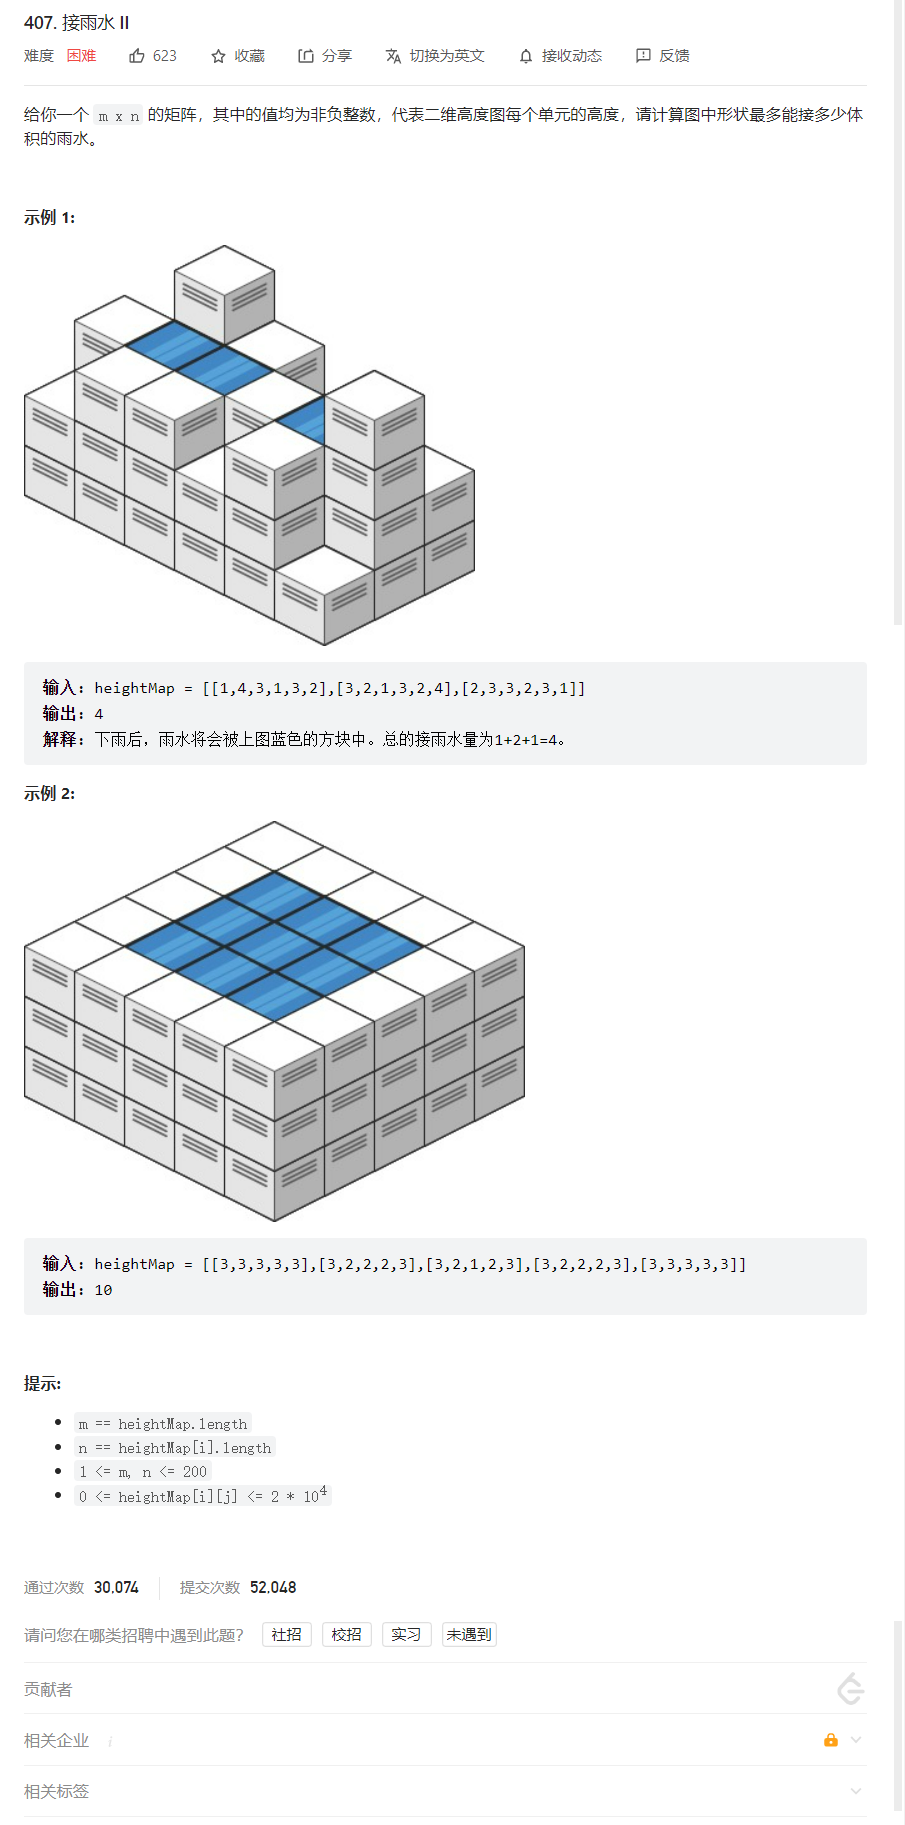 407. 接雨水 II
难度 困难 623 收藏 分享 切换为英文 接收动态 反馈
给你一个 m x n 的矩阵，其中的值均为非负整数，代表二维高度图每个单元的高度，请计算图中形状最多能接多少体
积的雨水。
示例 1:
输入: heightMap = [[1,4,3,1,3,2],[3,2,1,3,2,4],[2,3,3,2,3,1]]
输出: 4
解释: 下雨后，雨水将会被上图蓝色的方块中。总的接雨水量为1+2+1=4。
示例 2:
输入: heightMap = [[3,3,3,3,3],[3,2,2,2,3],[3,2,1,2,3],[3,2,2,2,3],[3,3,3,3,3]]
输出: 10
提示:
• m == heightMap.length
• n == heightMap[i].length
• 1 <= m, n <= 200
• 0 <= heightMap[i][j] <= 2 * 10⁴
通过次数 30,074 提交次数 52,048
请问您在哪类招聘中遇到此题? 社招 校招 实习 未遇到
贡献者
相关企业 i
相关标签